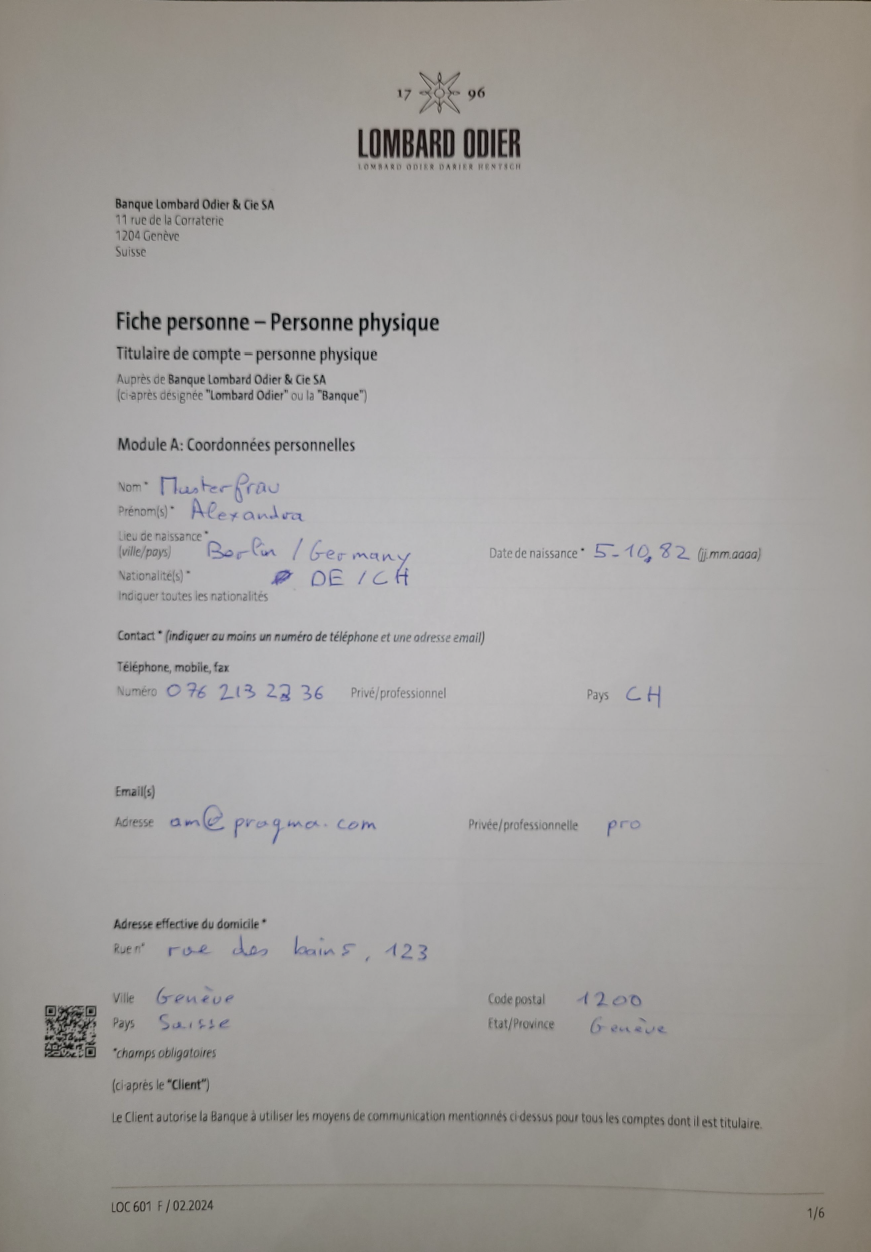 17 96
LOMBARD ODIER
LOMBARD ODIER DARIER HENTSCH
Banque Lombard Odier & Cie SA
11 rue de la Corraterie
1204 Genève
Suisse
Fiche personne – Personne physique
Titulaire de compte – personne physique
Auprès de Banque Lombard Odier & Cie SA
(ci-après désignée "Lombard Odier" ou la "Banque")
Module A: Coordonnées personnelles
Nom* Musterfrau
Prénom(s)* Alexandra
Lieu de naissance*
(ville/pays) Berlin / Germany Date de naissance* 5-10,82 (jj.mm.aaaa)
Nationalité(s)* DE / CH
Indiquer toutes les nationalités
Contact* (indiquer au moins un numéro de téléphone et une adresse email)
Téléphone, mobile, fax
Numéro 076 213 22 36 Privé/professionnel Pays CH
Email(s)
Adresse am@pragma.com Privée/professionnelle pro
Adresse effective du domicile*
Rue n° rue des bains, 123
Ville Genève Code postal 1200
Pays Suisse Etat/Province Genève
*champs obligatoires
(ci-après le "Client")
Le Client autorise la Banque à utiliser les moyens de communication mentionnés ci-dessus pour tous les comptes dont il est titulaire.
LOC 601 F / 02.2024 1/6